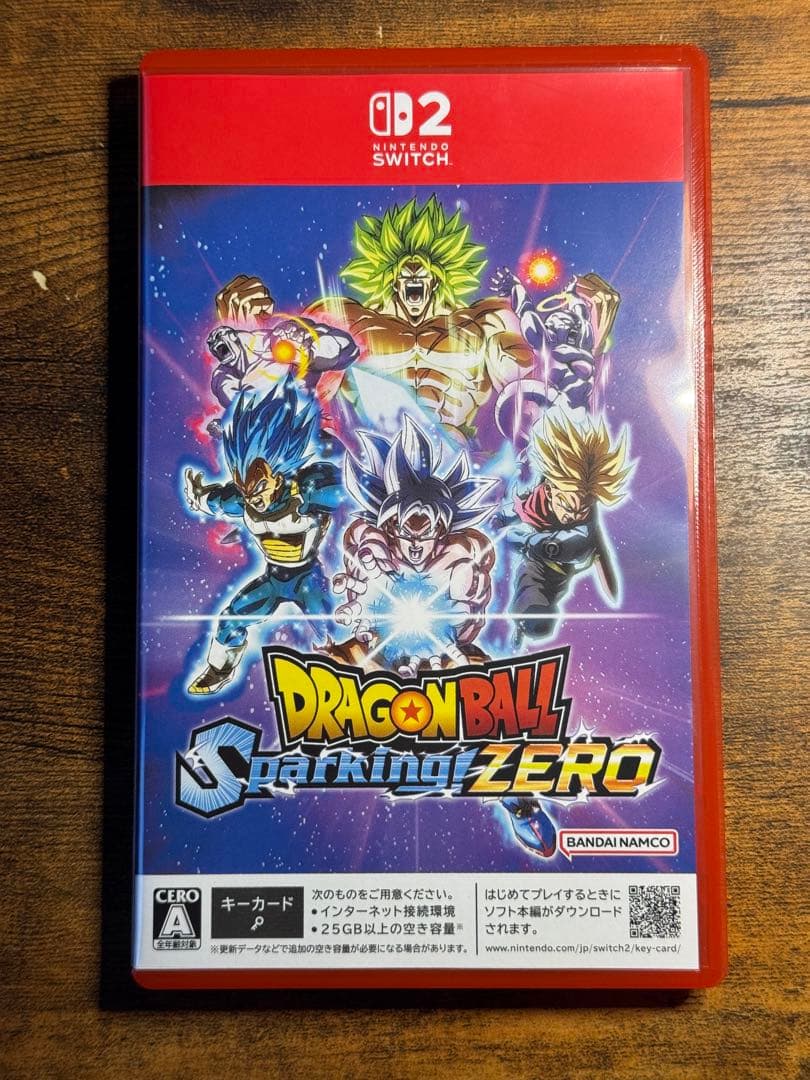 2
NINTENDO
SWITCH™
DRAGON BALL
Sparking! ZERO
BANDAI NAMCO
CERO
A
全年齢対象
キーカード
次のものをご用意ください。
•インターネット接続環境
•25GB以上の空き容量※
※更新データなどで追加の空き容量が必要になる場合があります。
はじめてプレイするときに
ソフト本編がダウンロード
されます。
www.nintendo.com/jp/switch2/key-card/